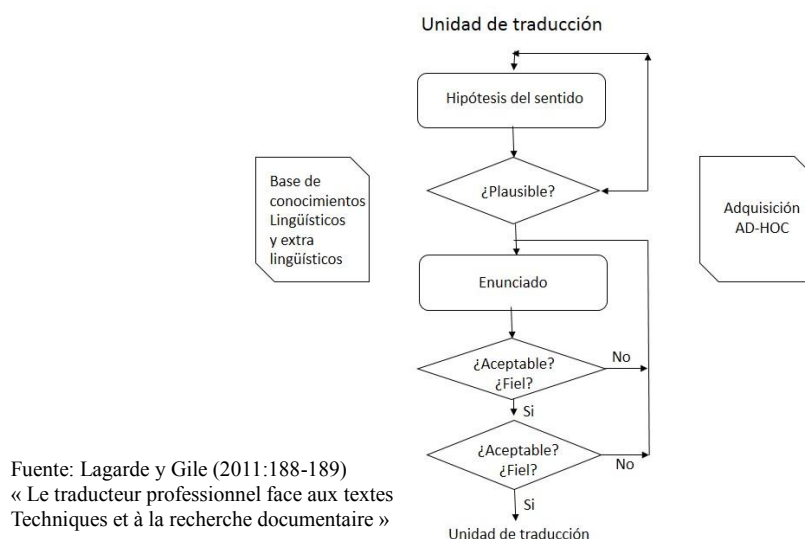 Unidad de traducción
Hipótesis del sentido
¿Plausible?
Base de
conocimientos
Lingüísticos
y extra
lingüísticos
Adquisición
AD-HOC
Enunciado
¿Aceptable?
¿Fiel?
No
Si
¿Aceptable?
¿Fiel?
No
Si
Unidad de traducción
Fuente: Lagarde y Gile (2011:188-189)
« Le traducteur professionnel face aux textes
Techniques et à la recherche documentaire »